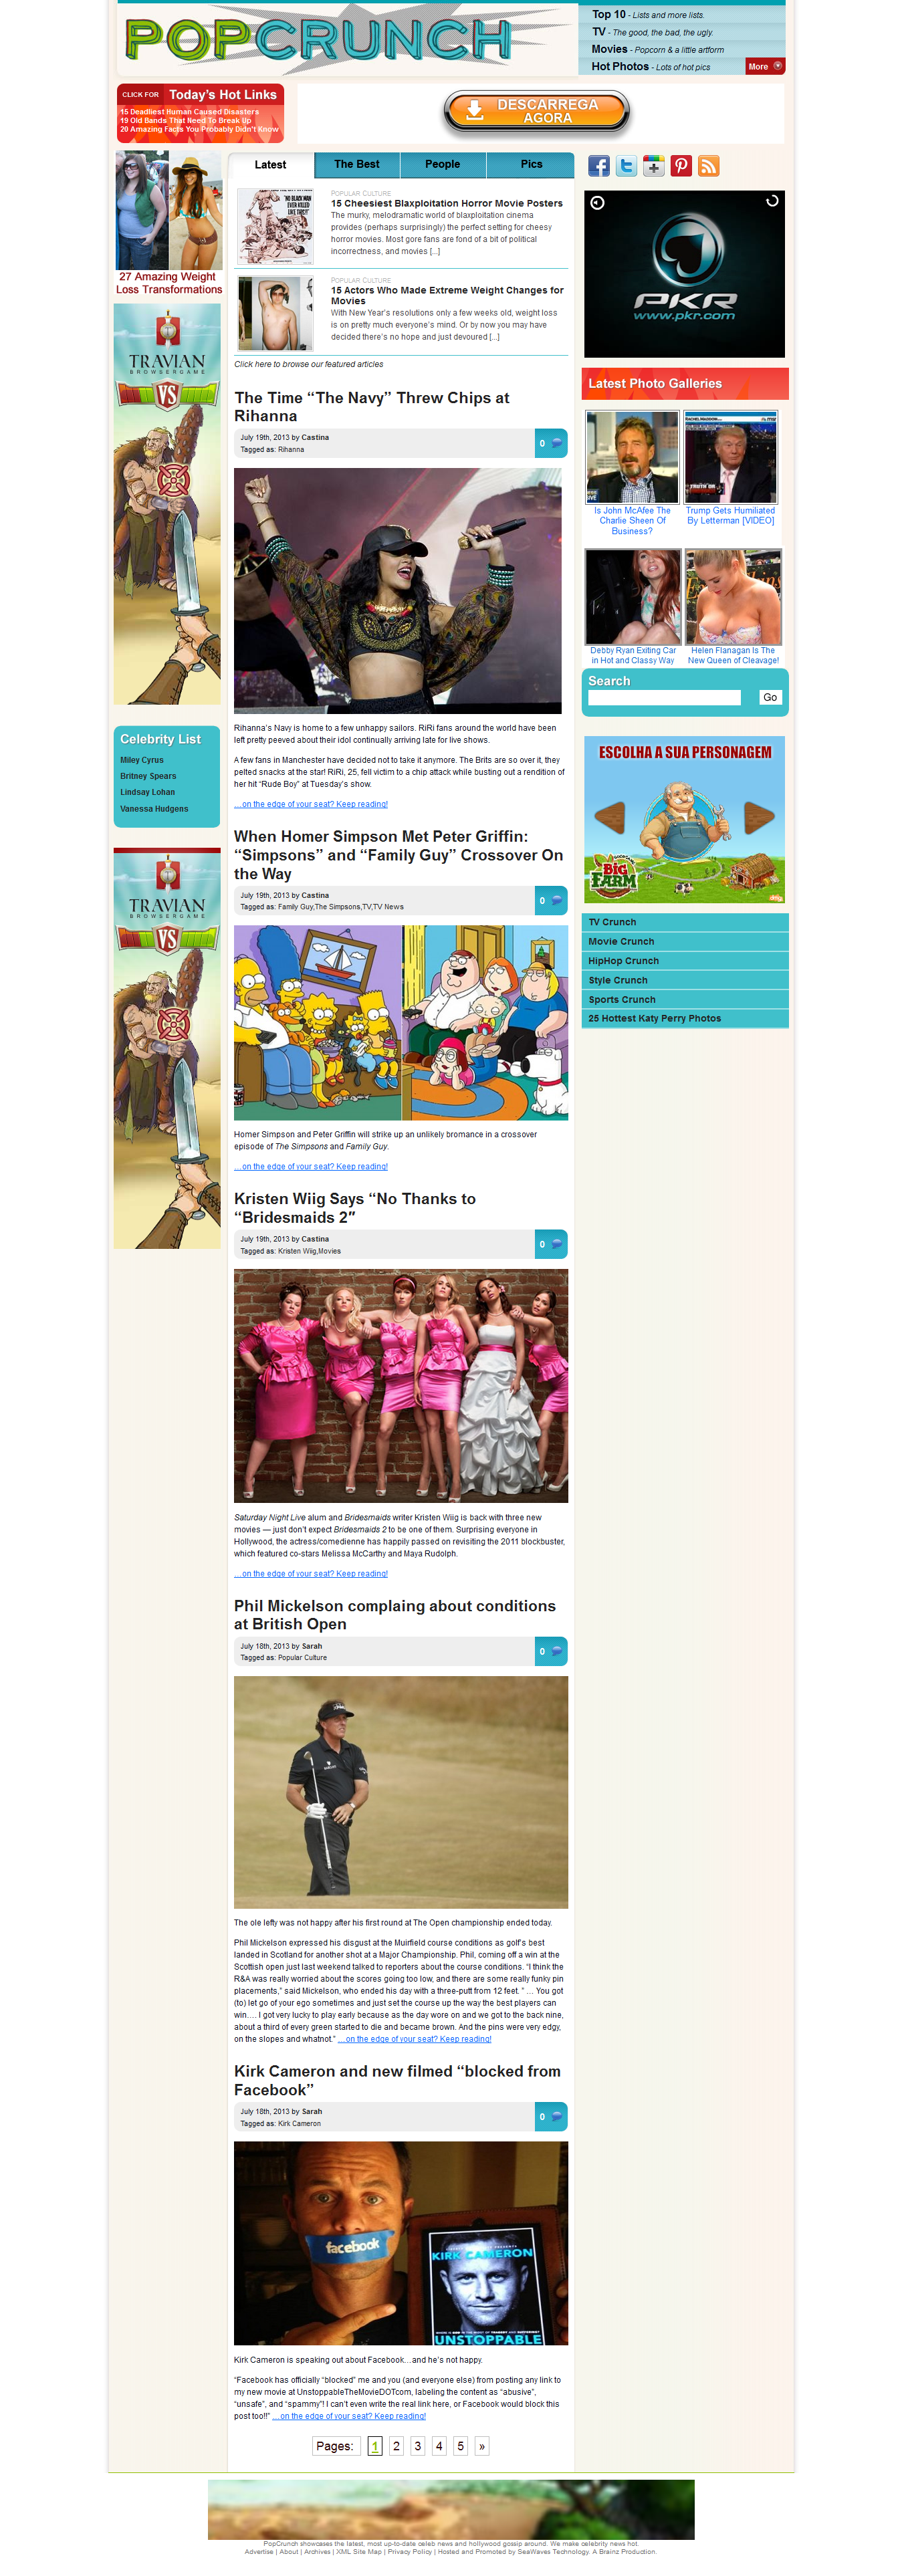 POPCRUNCH
Top 10 - Lists and more lists.
TV - The good, the bad, the ugly.
Movies - Popcorn & a little artform
Hot Photos - Lots of hot pics
More
CLICK FOR Today's Hot Links
15 Deadliest Human Caused Disasters
19 Old Bands That Need To Break Up
20 Amazing Facts You Probably Didn't Know
DESCARREGA
AGORA
27 Amazing Weight
Loss Transformations
TRAVIAN
BROWSERGAME
VS
Celebrity List
Miley Cyrus
Britney Spears
Lindsay Lohan
Vanessa Hudgens
TRAVIAN
BROWSERGAME
VS
Latest
The Best
People
Pics
POPULAR CULTURE
15 Cheesiest Blaxploitation Horror Movie Posters
The murky, melodramatic world of blaxploitation cinema
provides (perhaps surprisingly) the perfect setting for cheesy
horror movies. Most gore fans are fond of a bit of political
incorrectness, and movies [...]
POPULAR CULTURE
15 Actors Who Made Extreme Weight Changes for
Movies
With New Year's resolutions only a few weeks old, weight loss
is on pretty much everyone's mind. Or by now you may have
decided there's no hope and just devoured [...]
Click here to browse our featured articles
The Time “The Navy” Threw Chips at
Rihanna
July 19th, 2013 by Castina
Tagged as: Rihanna
0
Rihanna's Navy is home to a few unhappy sailors. RiRi fans around the world have been
left pretty peeved about their idol continually arriving late for live shows.
A few fans in Manchester have decided not to take it anymore. The Brits are so over it, they
pelted snacks at the star! RiRi, 25, fell victim to a chip attack while busting out a rendition of
her hit “Rude Boy” at Tuesday's show.
…on the edge of your seat? Keep reading!
When Homer Simpson Met Peter Griffin:
“Simpsons” and “Family Guy” Crossover On
the Way
July 19th, 2013 by Castina
Tagged as: Family Guy,The Simpsons,TV,TV News
0
Homer Simpson and Peter Griffin will strike up an unlikely bromance in a crossover
episode of The Simpsons and Family Guy.
…on the edge of your seat? Keep reading!
Kristen Wiig Says “No Thanks to
“Bridesmaids 2″
July 19th, 2013 by Castina
Tagged as: Kristen Wiig,Movies
0
Saturday Night Live alum and Bridesmaids writer Kristen Wiig is back with three new
movies — just don't expect Bridesmaids 2 to be one of them. Surprising everyone in
Hollywood, the actress/comedienne has happily passed on revisiting the 2011 blockbuster,
which featured co-stars Melissa McCarthy and Maya Rudolph.
…on the edge of your seat? Keep reading!
Phil Mickelson complaing about conditions
at British Open
July 18th, 2013 by Sarah
Tagged as: Popular Culture
0
The ole lefty was not happy after his first round at The Open championship ended today.
Phil Mickelson expressed his disgust at the Muirfield course conditions as golf's best
landed in Scotland for another shot at a Major Championship. Phil, coming off a win at the
Scottish open just last weekend talked to reporters about the course conditions. “I think the
R&A was really worried about the scores going too low, and there are some really funky pin
placements,” said Mickelson, who ended his day with a three-putt from 12 feet. ” … You got
(to) let go of your ego sometimes and just set the course up the way the best players can
win…. I got very lucky to play early because as the day wore on and we got to the back nine,
about a third of every green started to die and became brown. And the pins were very edgy,
on the slopes and whatnot.” …on the edge of your seat? Keep reading!
Kirk Cameron and new filmed “blocked from
Facebook”
July 18th, 2013 by Sarah
Tagged as: Kirk Cameron
0
facebook
KIRK CAMERON
UNSTOPPABLE
Kirk Cameron is speaking out about Facebook…and he's not happy.
“Facebook has officially “blocked” me and you (and everyone else) from posting any link to
my new movie at UnstoppableTheMovieDOTcom, labeling the content as “abusive”,
“unsafe”, and “spammy”! I can't even write the real link here, or Facebook would block this
post too!!” …on the edge of your seat? Keep reading!
Pages: 1 2 3 4 5 »
PKR
www.pkr.com
Latest Photo Galleries
Is John McAfee The
Charlie Sheen Of
Business?
Trump Gets Humiliated
By Letterman [VIDEO]
Debby Ryan Exiting Car
in Hot and Classy Way
Helen Flanagan Is The
New Queen of Cleavage!
Search
Go
ESCOLHA A SUA PERSONAGEM
BIG
FARM
TV Crunch
Movie Crunch
HipHop Crunch
Style Crunch
Sports Crunch
25 Hottest Katy Perry Photos
PopCrunch showcases the latest, most up-to-date celeb news and hollywood gossip around. We make celebrity news hot.
Advertise | About | Archives | XML Site Map | Privacy Policy | Hosted and Promoted by SeaWaves Technology. A Brainz Production.